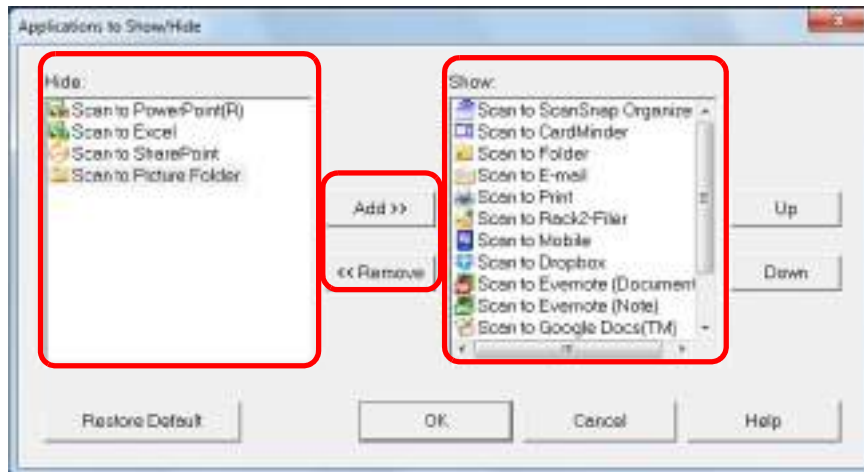 Applications to Show/Hide
Hide:
Scan to PowerPoint(R)
Scan to Excel
Scan to SharePoint
Scan to Picture Folder
Add >>
<< Remove
Show:
Scan to ScanSnap Organize
Scan to CardMinder
Scan to Folder
Scan to E-mail
Scan to Print
Scan to Rack2-Filer
Scan to Mobile
Scan to Dropbox
Scan to Evernote (Document
Scan to Evernote (Note)
Scan to Google Docs(TM)
Up
Down
Restore Default
OK
Cancel
Help